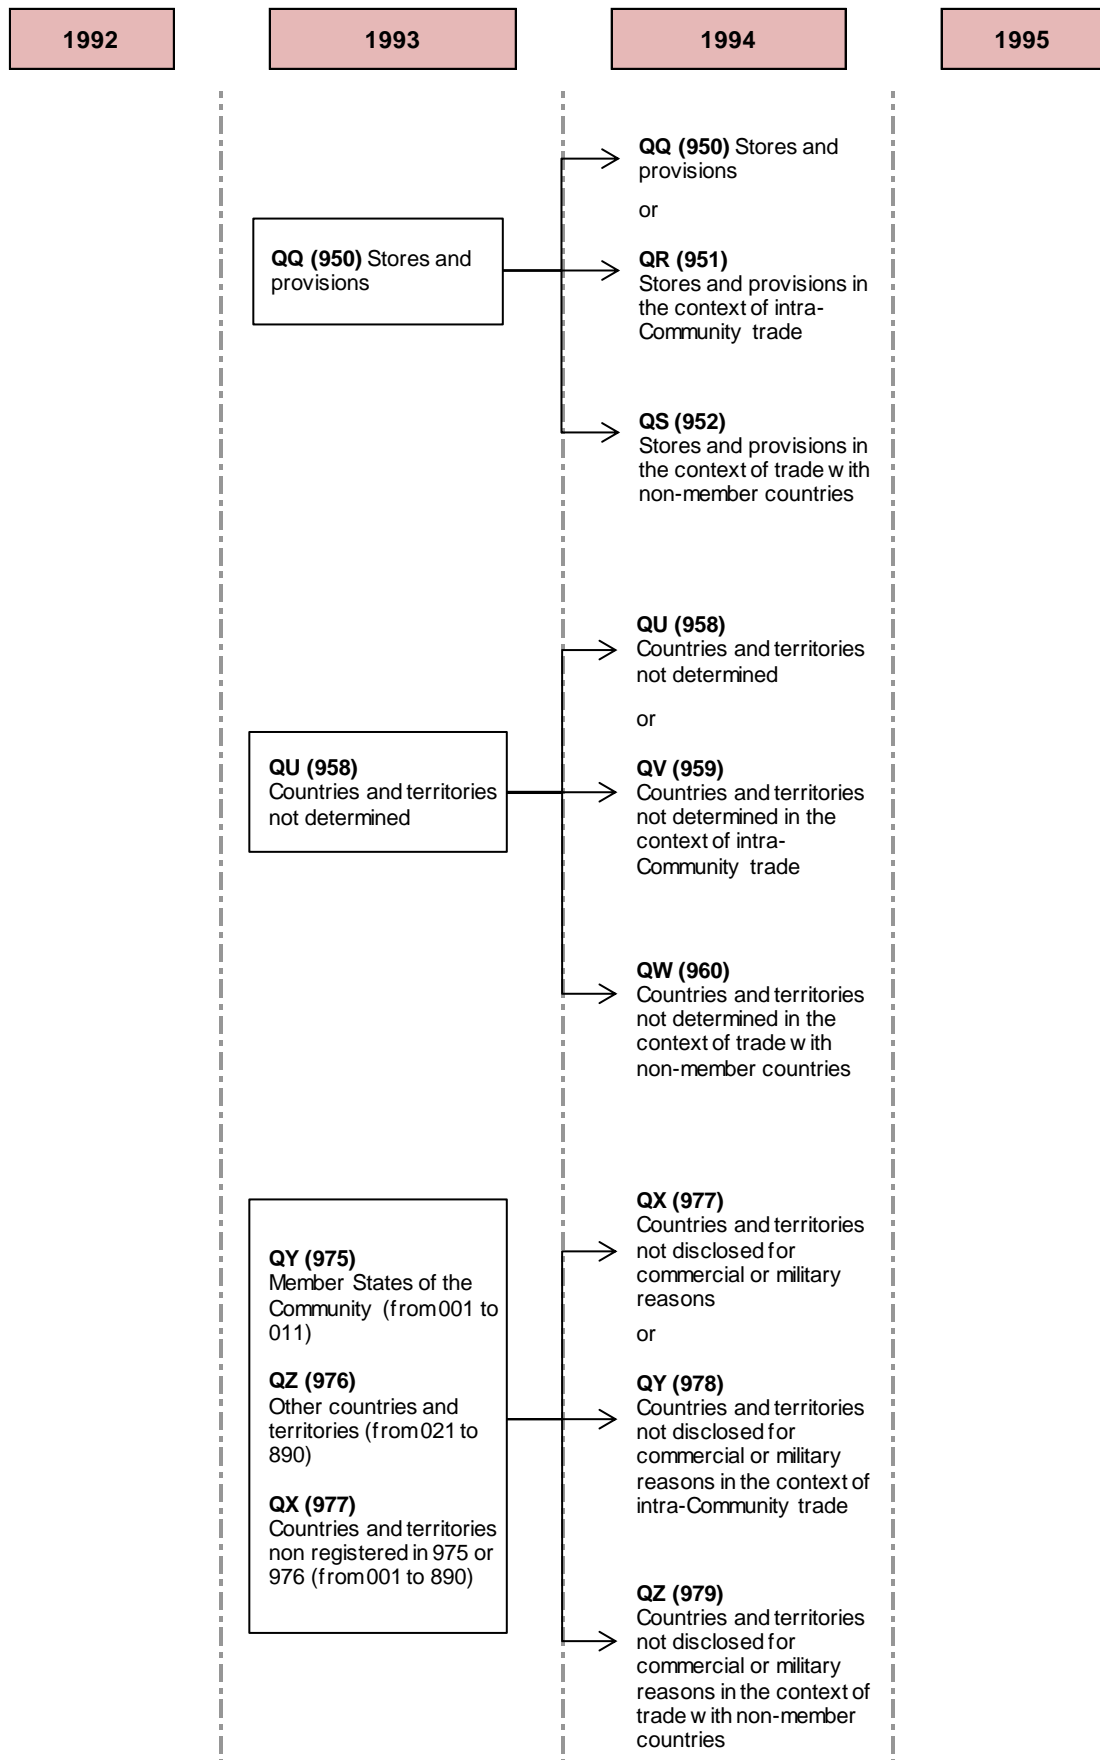 1992
1993
1994
1995
QQ (950) Stores and
provisions
QQ (950) Stores and
provisions
or
QR (951)
Stores and provisions in
the context of intra-
Community trade
QS (952)
Stores and provisions in
the context of trade with
non-member countries
QU (958)
Countries and territories
not determined
QU (958)
Countries and territories
not determined
or
QV (959)
Countries and territories
not determined in the
context of intra-
Community trade
QW (960)
Countries and territories
not determined in the
context of trade with
non-member countries
QY (975)
Member States of the
Community (from 001 to
011)
QZ (976)
Other countries and
territories (from 021 to
890)
QX (977)
Countries and territories
non registered in 975 or
976 (from 001 to 890)
QX (977)
Countries and territories
not disclosed for
commercial or military
reasons
or
QY (978)
Countries and territories
not disclosed for
commercial or military
reasons in the context of
intra-Community trade
QZ (979)
Countries and territories
not disclosed for
commercial or military
reasons in the context of
trade with non-member
countries